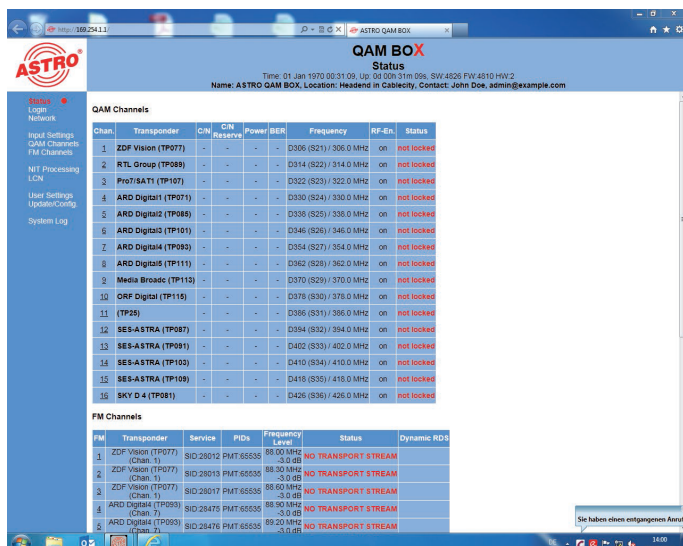 http://169.254.1.1/
ASTRO QAM BOX
ASTRO
QAM BOX
Status
Time: 01 Jan 1970 00:31:09, Up: 0d 00h 31m 09s, SW:4826 FW:4810 HW:2
Name: ASTRO QAM BOX, Location: Headend in Cablecity, Contact: John Doe, admin@example.com
Status
Login
Network
Input Settings
QAM Channels
FM Channels
NIT Processing
LCN
User Settings
Update/Config.
System Log
QAM Channels
Chan. Transponder C/N C/N Reserve Power BER Frequency RF-En. Status
1 ZDF Vision (TP077) - - - - D306 (S21) / 306.0 MHz on not locked
2 RTL Group (TP089) - - - - D314 (S22) / 314.0 MHz on not locked
3 Pro7/SAT1 (TP107) - - - - D322 (S23) / 322.0 MHz on not locked
4 ARD Digital1 (TP071) - - - - D330 (S24) / 330.0 MHz on not locked
5 ARD Digital2 (TP085) - - - - D338 (S25) / 338.0 MHz on not locked
6 ARD Digital3 (TP101) - - - - D346 (S26) / 346.0 MHz on not locked
7 ARD Digital4 (TP093) - - - - D354 (S27) / 354.0 MHz on not locked
8 ARD Digital5 (TP111) - - - - D362 (S28) / 362.0 MHz on not locked
9 Media Broadc (TP113) - - - - D370 (S29) / 370.0 MHz on not locked
10 ORF Digital (TP115) - - - - D378 (S30) / 378.0 MHz on not locked
11 (TP25) - - - - D386 (S31) / 386.0 MHz on not locked
12 SES-ASTRA (TP087) - - - - D394 (S32) / 394.0 MHz on not locked
13 SES-ASTRA (TP091) - - - - D402 (S33) / 402.0 MHz on not locked
14 SES-ASTRA (TP103) - - - - D410 (S34) / 410.0 MHz on not locked
15 SES-ASTRA (TP109) - - - - D418 (S35) / 418.0 MHz on not locked
16 SKY D 4 (TP081) - - - - D426 (S36) / 426.0 MHz on not locked
FM Channels
FM Transponder Service PIDs Frequency Level Status Dynamic RDS
1 ZDF Vision (TP077) (Chan. 1) SID:28012 PMT:65535 88.00 MHz -3.0 dB NO TRANSPORT STREAM
2 ZDF Vision (TP077) (Chan. 1) SID:28013 PMT:65535 88.30 MHz -3.0 dB NO TRANSPORT STREAM
3 ZDF Vision (TP077) (Chan. 1) SID:28017 PMT:65535 88.60 MHz -3.0 dB NO TRANSPORT STREAM
4 ARD Digital4 (TP093) (Chan. 7) SID:28475 PMT:65535 88.90 MHz -3.0 dB NO TRANSPORT STREAM
5 ARD Digital4 (TP093) (Chan. 7) SID:28476 PMT:65535 89.20 MHz -3.0 dB NO TRANSPORT STREAM
Sie haben einen entgangenen Anruf
DE
14:00